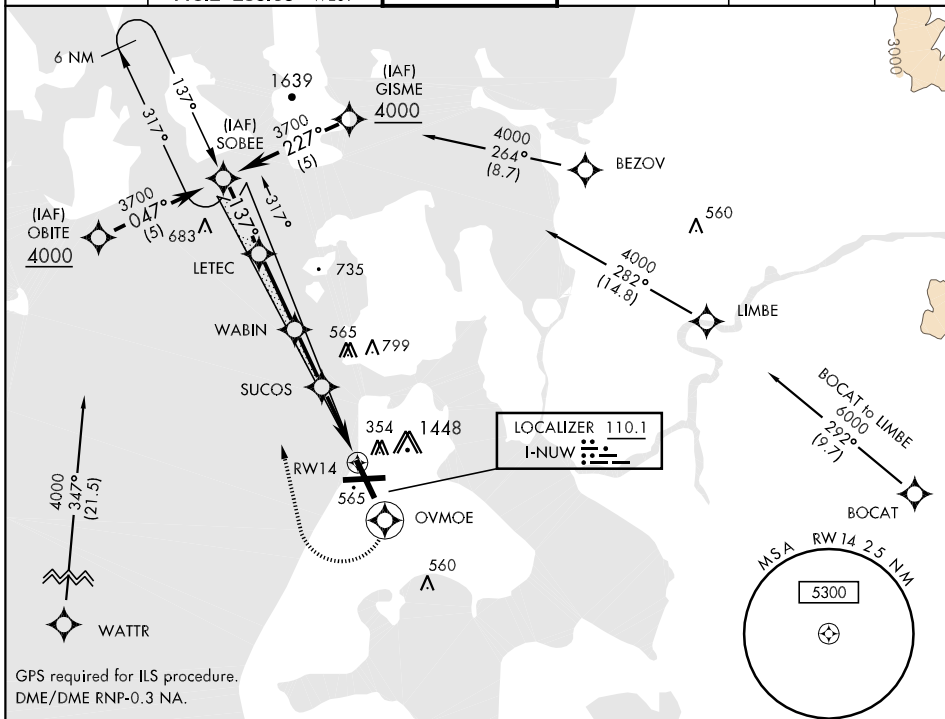 6 NM
137°
317°
1639
(IAF)
GISME
4000
3000
(IAF)
SOBEE
3700
227°
(5)
4000
264°
(8.7)
BEZOV
(IAF)
OBITE
4000
3700
047°
(5)
683
137°
317°
560
LETEC
735
4000
282°
(14.8)
LIMBE
WABIN
565
799
SUCOS
BOCAT to LIMBE
6000
292°
(9.7)
354
1448
LOCALIZER 110.1
I-NUW
RW14
565
BOCAT
4000
347°
(21.5)
OVMOE
MSA RW 14 25 NM
5300
560
WATTR
GPS required for ILS procedure.
DME/DME RNP-0.3 NA.